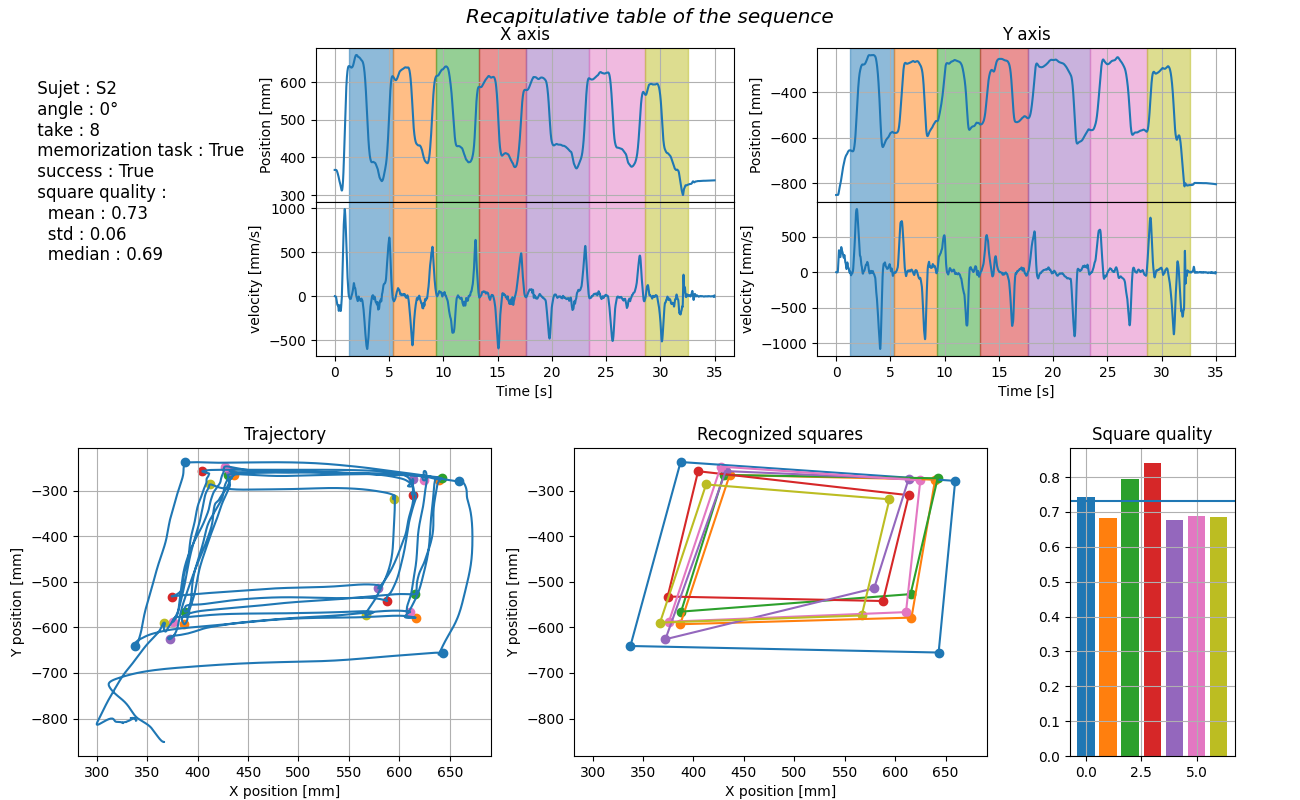 Recapitulative table of the sequence
Sujet : S2
angle : 0°
take : 8
memorization task : True
success : True
square quality :
mean : 0.73
std : 0.06
median : 0.69
X axis
Position [mm]
600
500
400
300
velocity [mm/s]
1000
500
0
−500
0 5 10 15 20 25 30 35
Time [s]
Y axis
Position [mm]
−400
−600
−800
velocity [mm/s]
500
0
−500
−1000
0 5 10 15 20 25 30 35
Time [s]
Trajectory
Y position [mm]
−300
−400
−500
−600
−700
−800
300 350 400 450 500 550 600 650
X position [mm]
Recognized squares
Y position [mm]
−300
−400
−500
−600
−700
−800
300 350 400 450 500 550 600 650
X position [mm]
Square quality
0.8
0.7
0.6
0.5
0.4
0.3
0.2
0.1
0.0
0.0 2.5 5.0